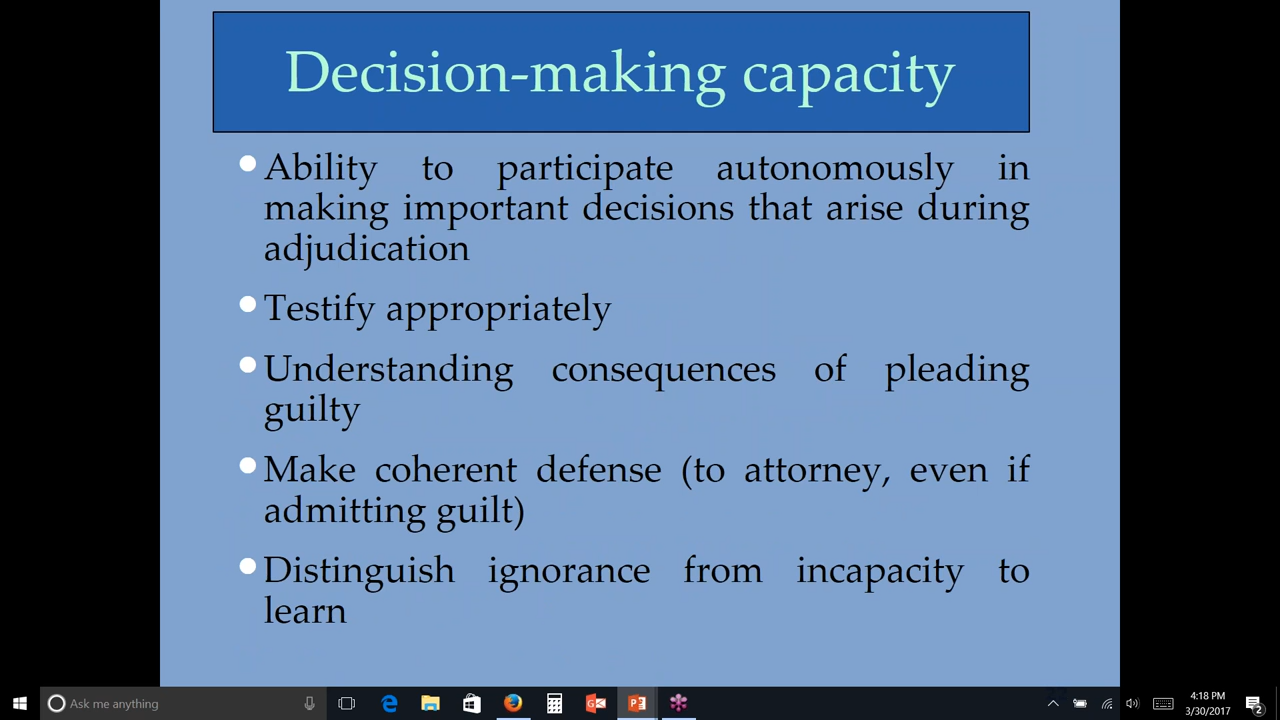 Decision-making capacity
• Ability to participate autonomously in
making important decisions that arise during
adjudication
• Testify appropriately
• Understanding consequences of pleading
guilty
• Make coherent defense (to attorney, even if
admitting guilt)
• Distinguish ignorance from incapacity to
learn
Ask me anything
4:18 PM
3/30/2017
2